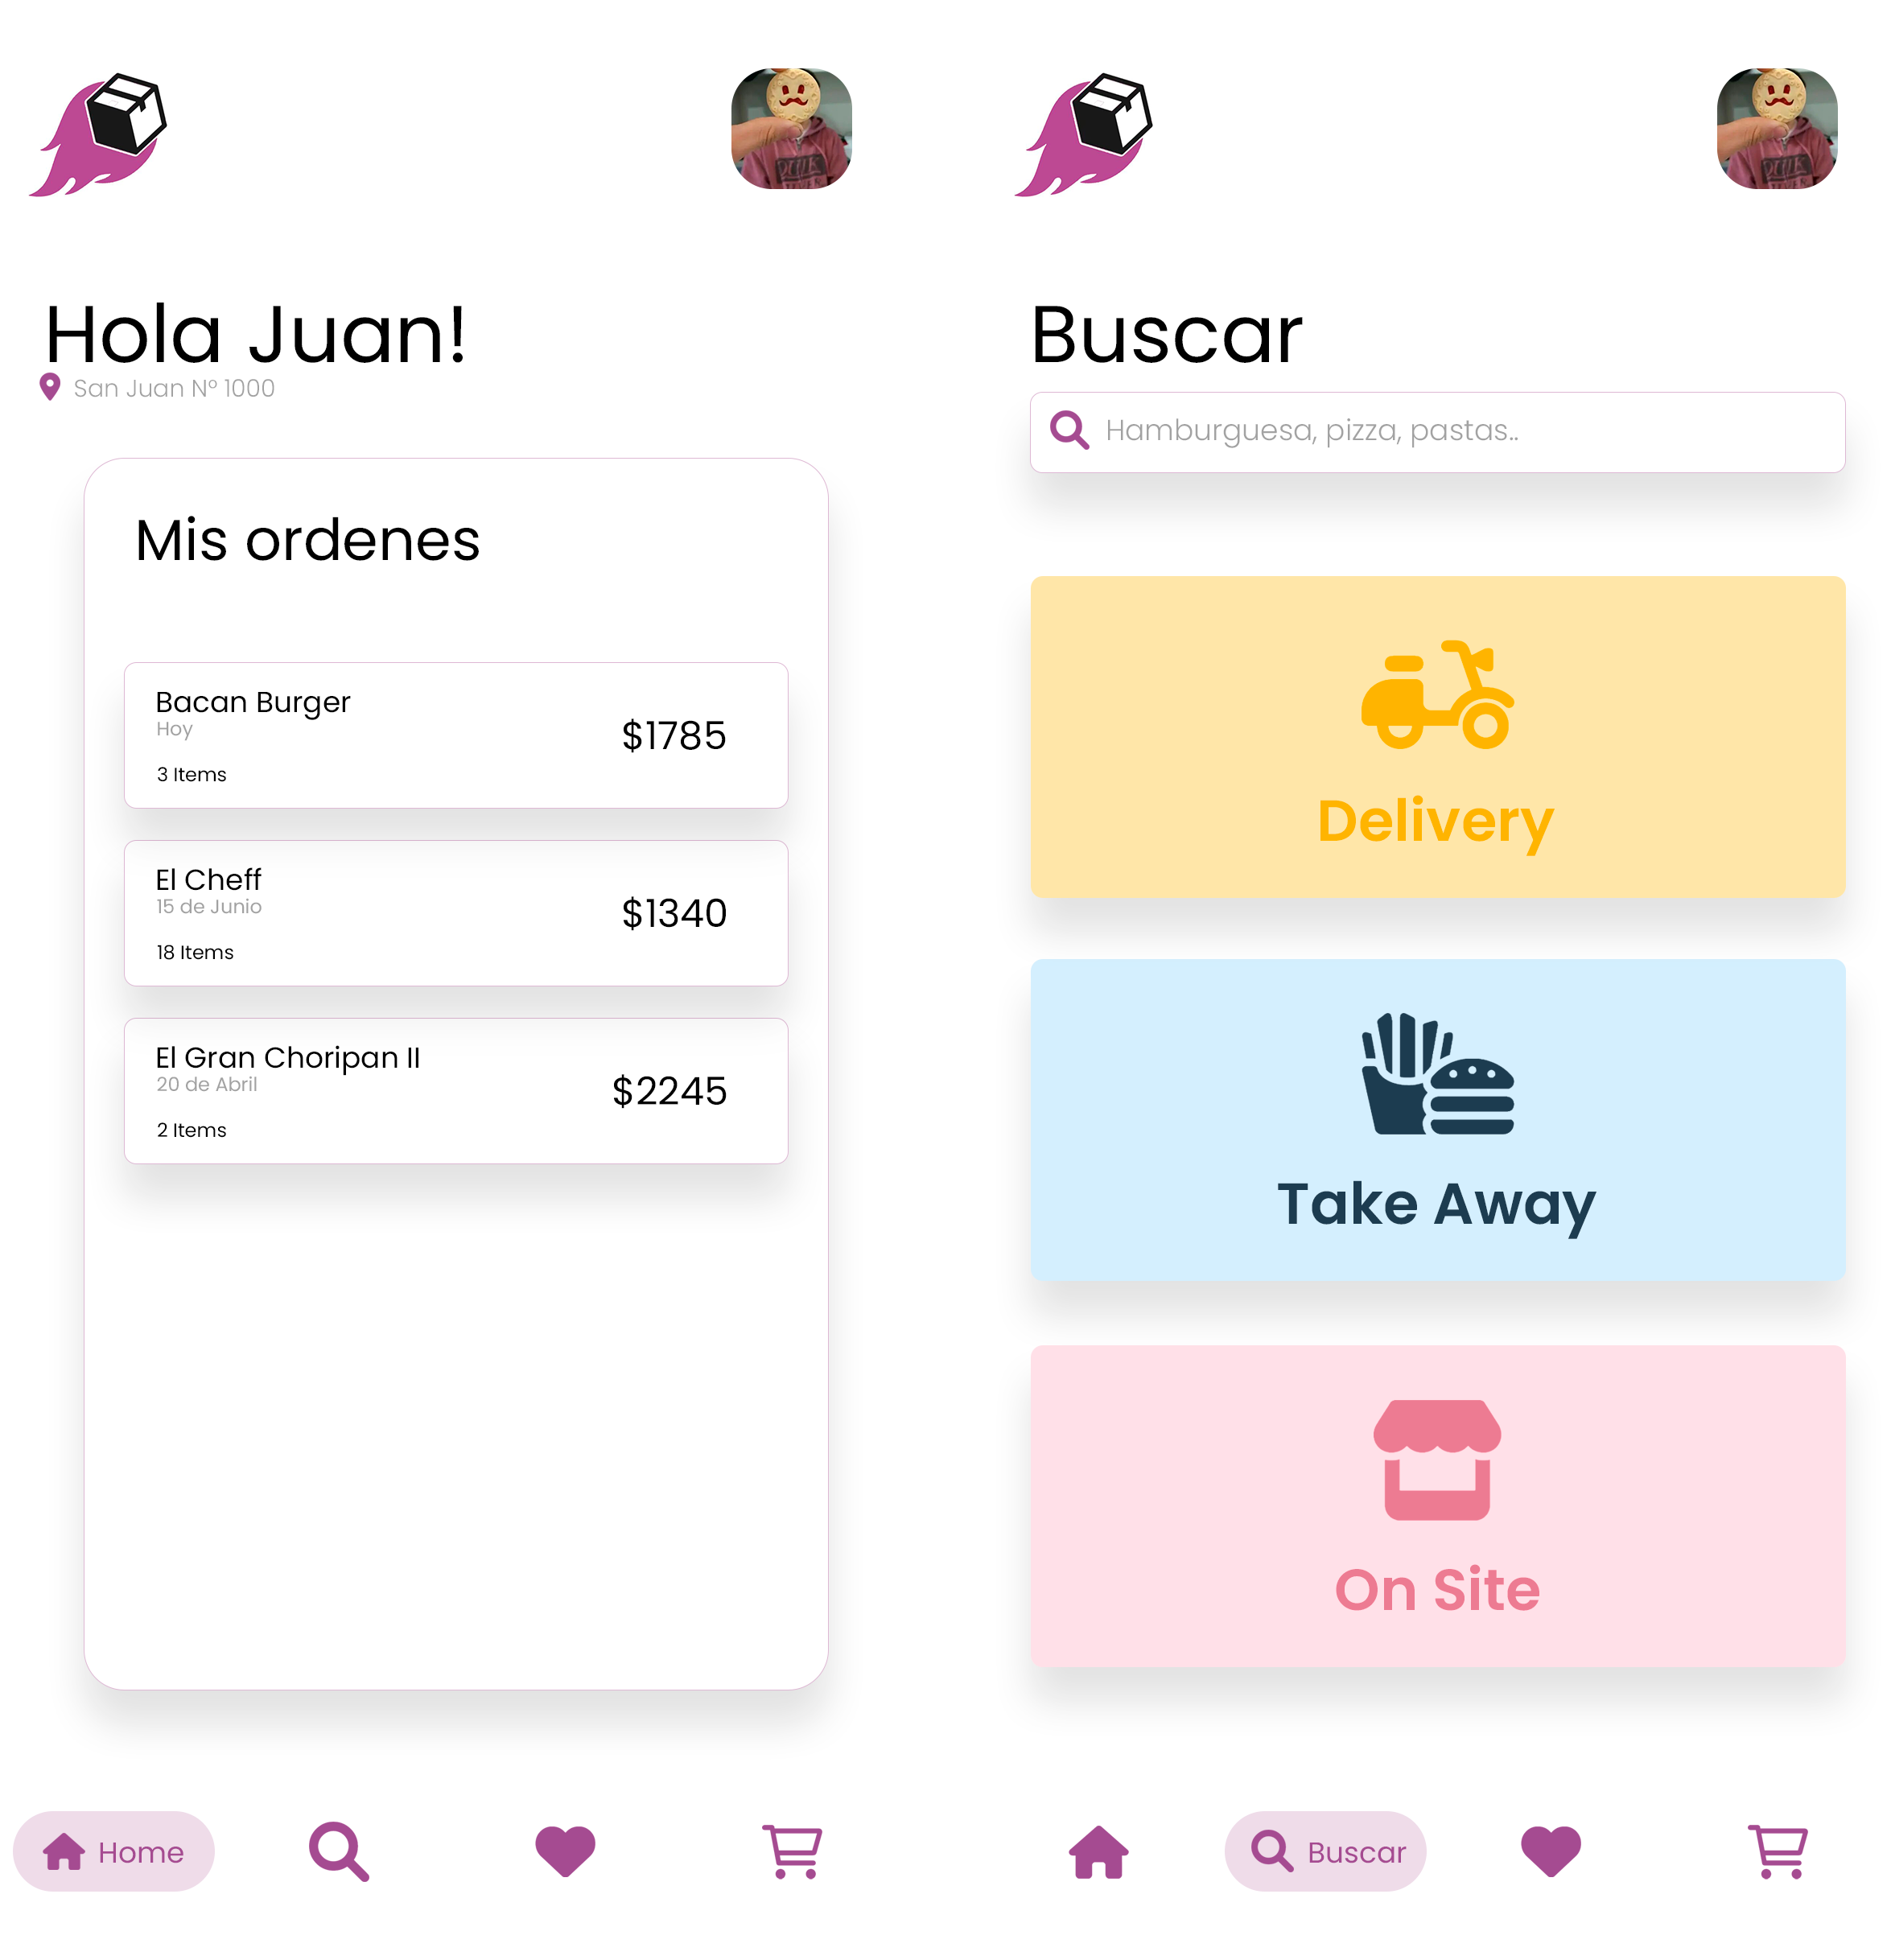 Hola Juan!
San Juan Nº 1000
Mis ordenes
Bacan Burger
Hoy
3 Items
$1785
El Cheff
15 de Junio
18 Items
$1340
El Gran Choripan II
20 de Abril
2 Items
$2245
Home
Buscar
Hamburguesa, pizza, pastas..
Delivery
Take Away
On Site
Buscar